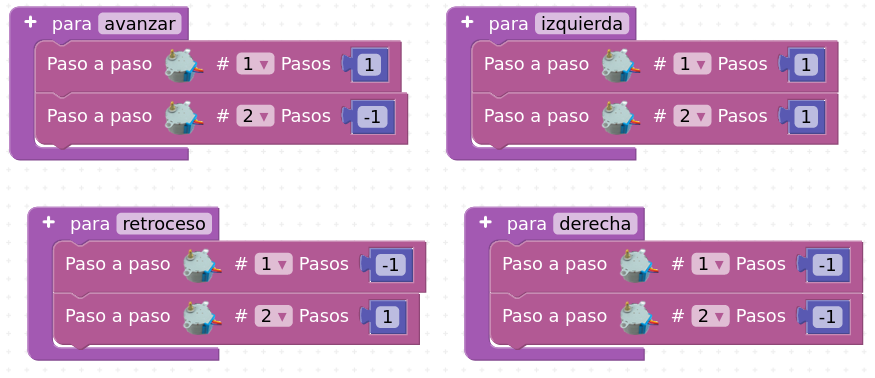 + para avanzar
Paso a paso # 1 ▾ Pasos 1
Paso a paso # 2 ▾ Pasos -1
+ para izquierda
Paso a paso # 1 ▾ Pasos 1
Paso a paso # 2 ▾ Pasos 1
+ para retroceso
Paso a paso # 1 ▾ Pasos -1
Paso a paso # 2 ▾ Pasos 1
+ para derecha
Paso a paso # 1 ▾ Pasos -1
Paso a paso # 2 ▾ Pasos -1